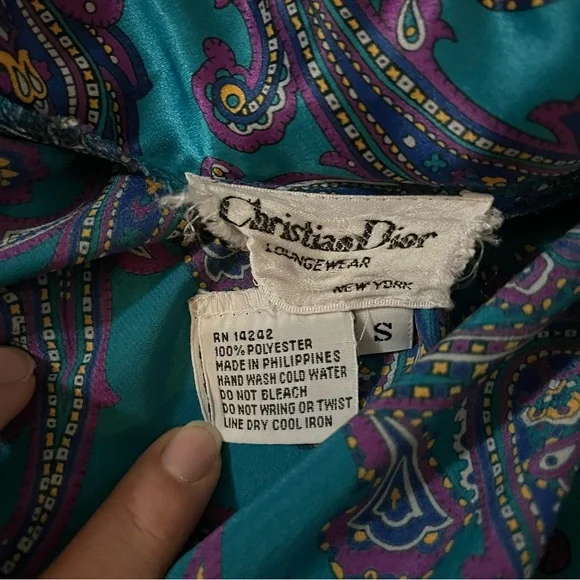 Christian Dior
LOUNGEWEAR
NEW YORK
S
RN 14242
100% POLYESTER
MADE IN PHILIPPINES
HAND WASH COLD WATER
DO NOT BLEACH
DO NOT WRING OR TWIST
LINE DRY COOL IRON